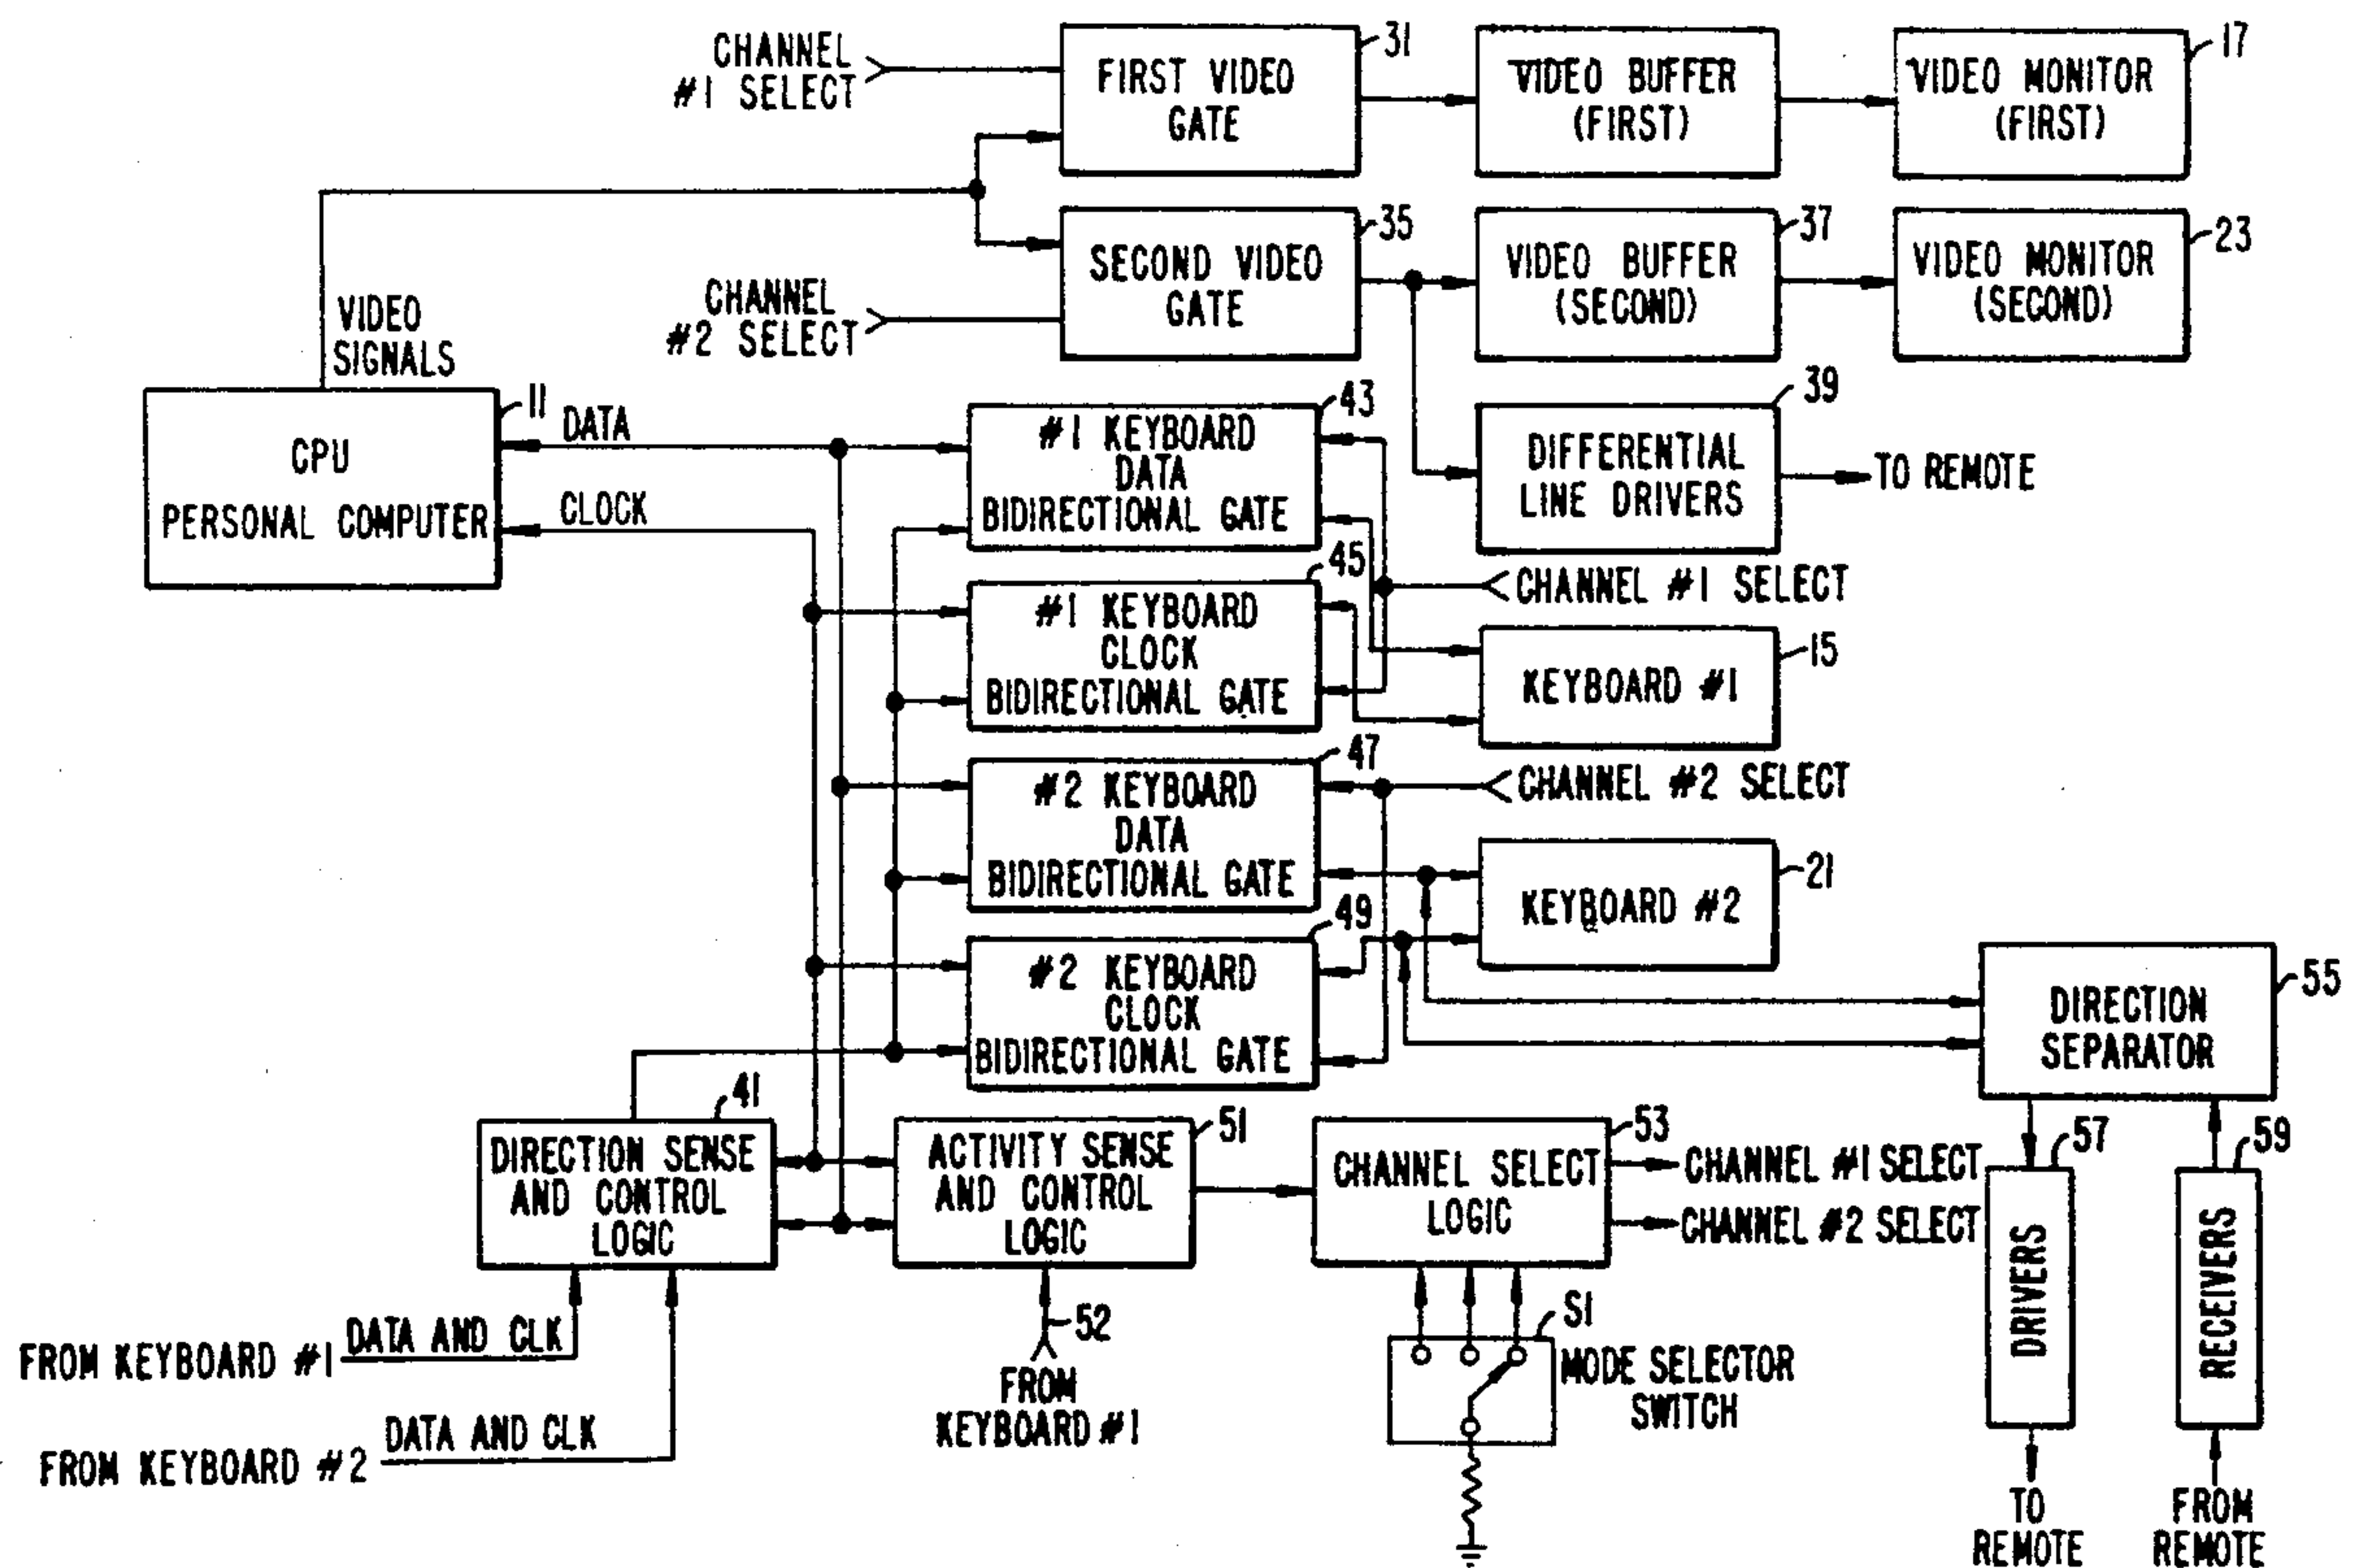 CHANNEL
#1 SELECT
FIRST VIDEO
GATE
31
VIDEO BUFFER
(FIRST)
VIDEO MONITOR
(FIRST)
17
CHANNEL
#2 SELECT
SECOND VIDEO
GATE
35
VIDEO BUFFER
(SECOND)
37
VIDEO MONITOR
(SECOND)
23
VIDEO
SIGNALS
CPU
PERSONAL COMPUTER
11
DATA
CLOCK
#1 KEYBOARD
DATA
BIDIRECTIONAL GATE
43
DIFFERENTIAL
LINE DRIVERS
39
TO REMOTE
#1 KEYBOARD
CLOCK
BIDIRECTIONAL GATE
45
CHANNEL #1 SELECT
KEYBOARD #1
15
#2 KEYBOARD
DATA
BIDIRECTIONAL GATE
47
CHANNEL #2 SELECT
KEYBOARD #2
21
#2 KEYBOARD
CLOCK
BIDIRECTIONAL GATE
49
DIRECTION
SEPARATOR
55
DIRECTION SENSE
AND CONTROL
LOGIC
41
ACTIVITY SENSE
AND CONTROL
LOGIC
51
CHANNEL SELECT
LOGIC
53
CHANNEL #1 SELECT
CHANNEL #2 SELECT
DRIVERS
57
RECEIVERS
59
FROM KEYBOARD #1
DATA AND CLK
FROM KEYBOARD #2
DATA AND CLK
52
FROM
KEYBOARD #1
S1
MODE SELECTOR
SWITCH
TO
REMOTE
FROM
REMOTE